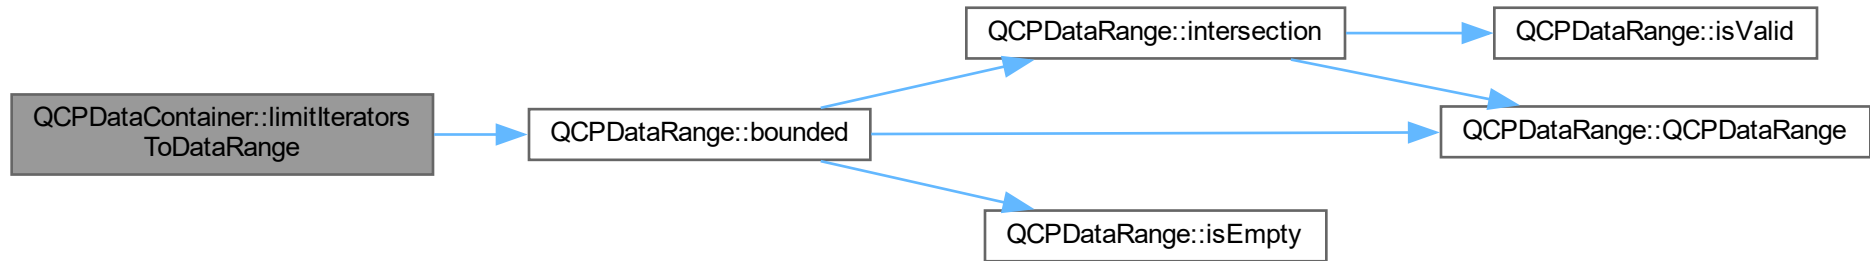 QCPDataContainer::limitIterators
ToDataRange
QCPDataRange::bounded
QCPDataRange::intersection
QCPDataRange::isValid
QCPDataRange::QCPDataRange
QCPDataRange::isEmpty